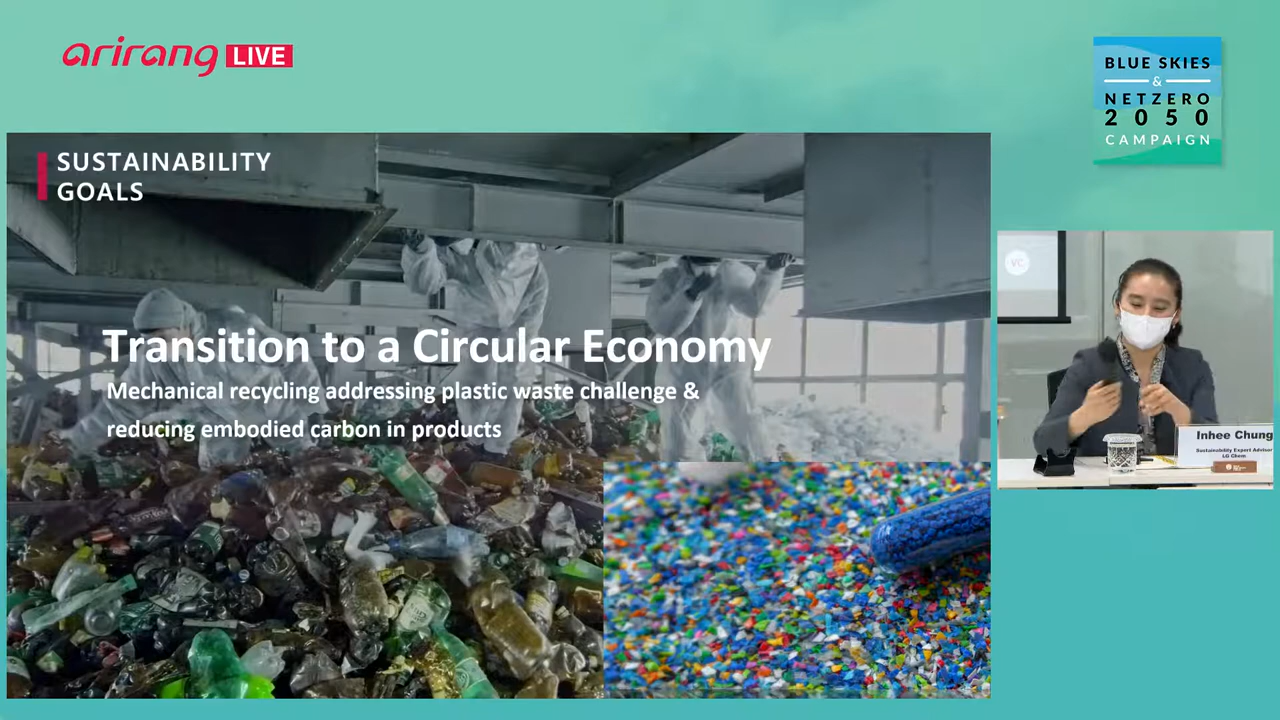 arirang LIVE
BLUE SKIES
&
NETZERO
2050
CAMPAIGN
SUSTAINABILITY
GOALS
Transition to a Circular Economy
Mechanical recycling addressing plastic waste challenge &
reducing embodied carbon in products
VC
Inhee Chung
Sustainability Expert Advisor
LG Chem